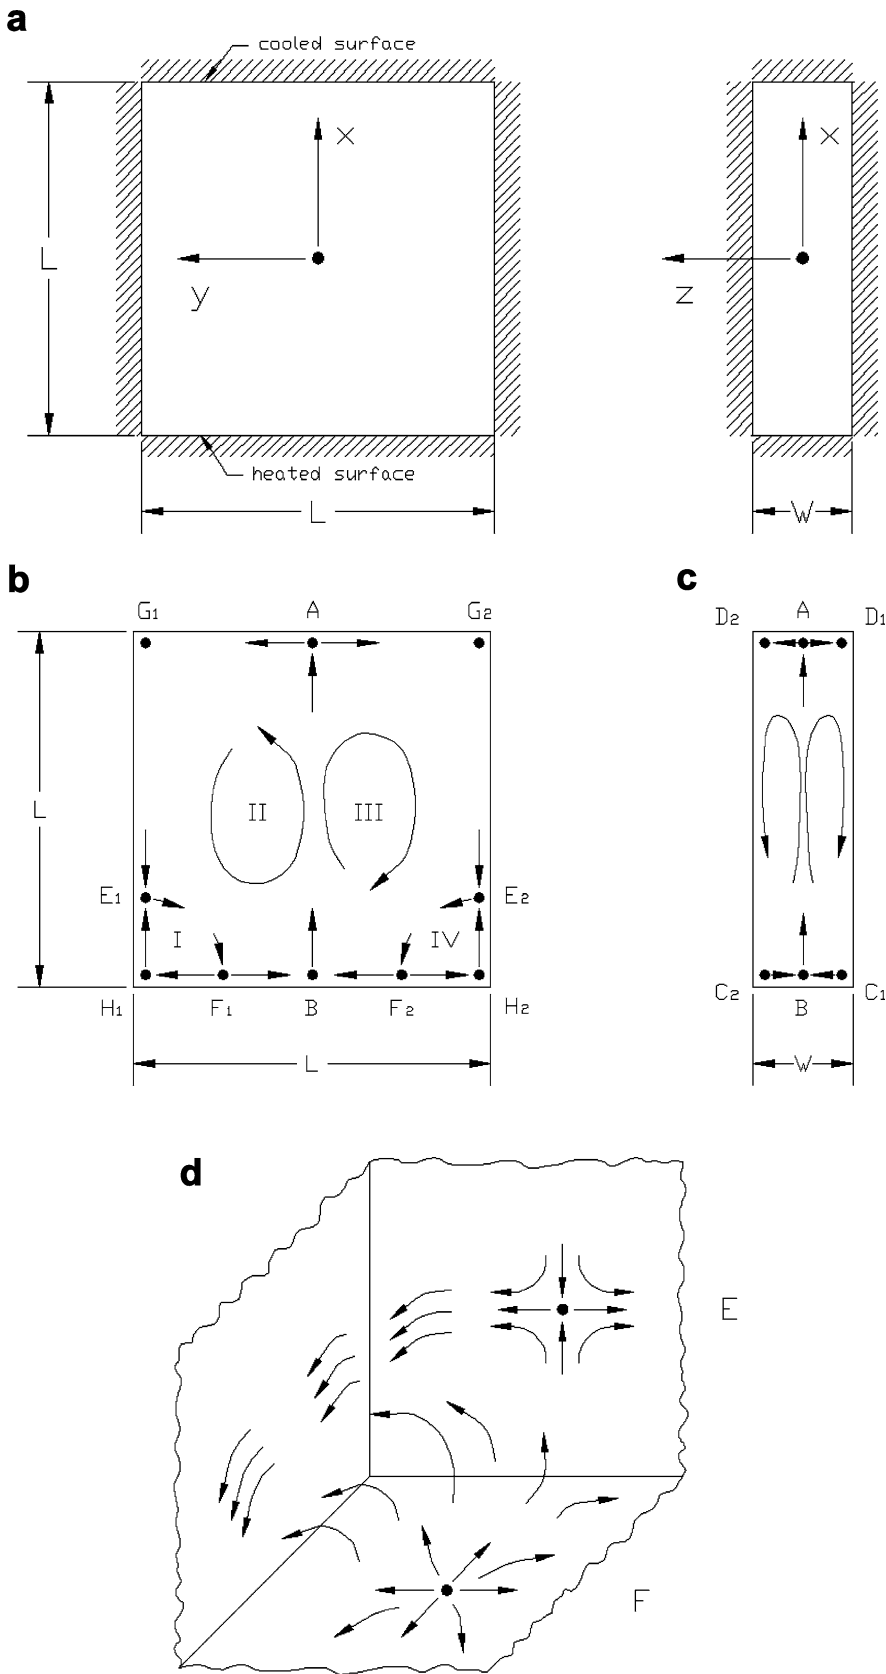 a
cooled surface
x x
L
y z
heated surface
L W
b c
G1 A G2 D2 A D1
L II III
E1 E2
I IV
H1 F1 B F2 H2 C2 B C1
L W
d
E
F